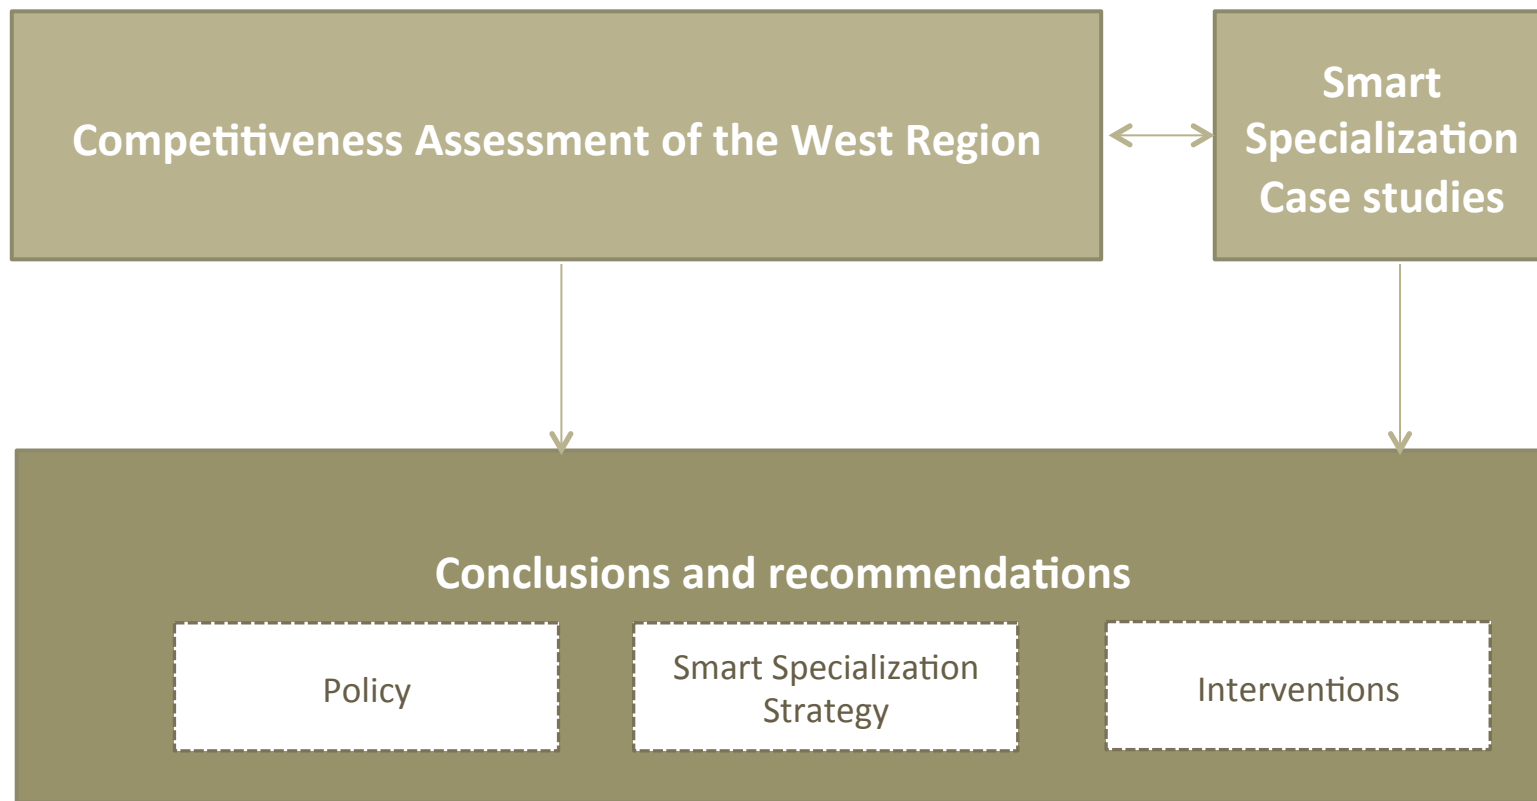 Competitiveness Assessment of the West Region
Smart
Specialization
Case studies
Conclusions and recommendations
Policy
Smart Specialization
Strategy
Interventions